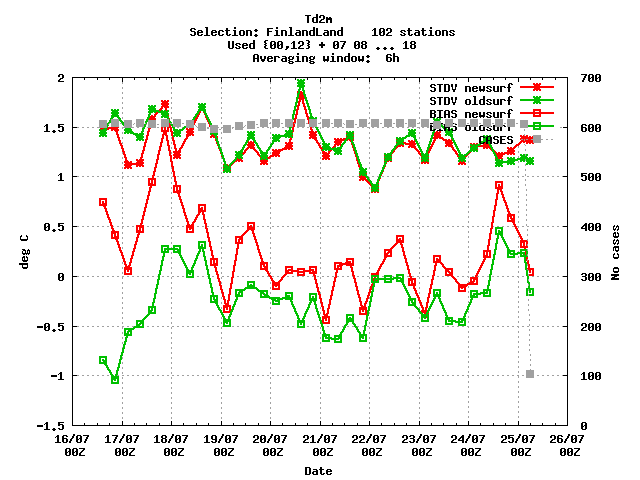 Td2m
Selection: FinlandLand    102 stations
Used {00,12} + 07 08 ... 18
Averaging window:  6h
STDV newsurf
STDV oldsurf
BIAS newsurf
BIAS oldsurf
CASES
2
1.5
1
0.5
0
-0.5
-1
-1.5
deg C
700
600
500
400
300
200
100
0
No cases
16/07 17/07 18/07 19/07 20/07 21/07 22/07 23/07 24/07 25/07 26/07
00Z 00Z 00Z 00Z 00Z 00Z 00Z 00Z 00Z 00Z 00Z
Date